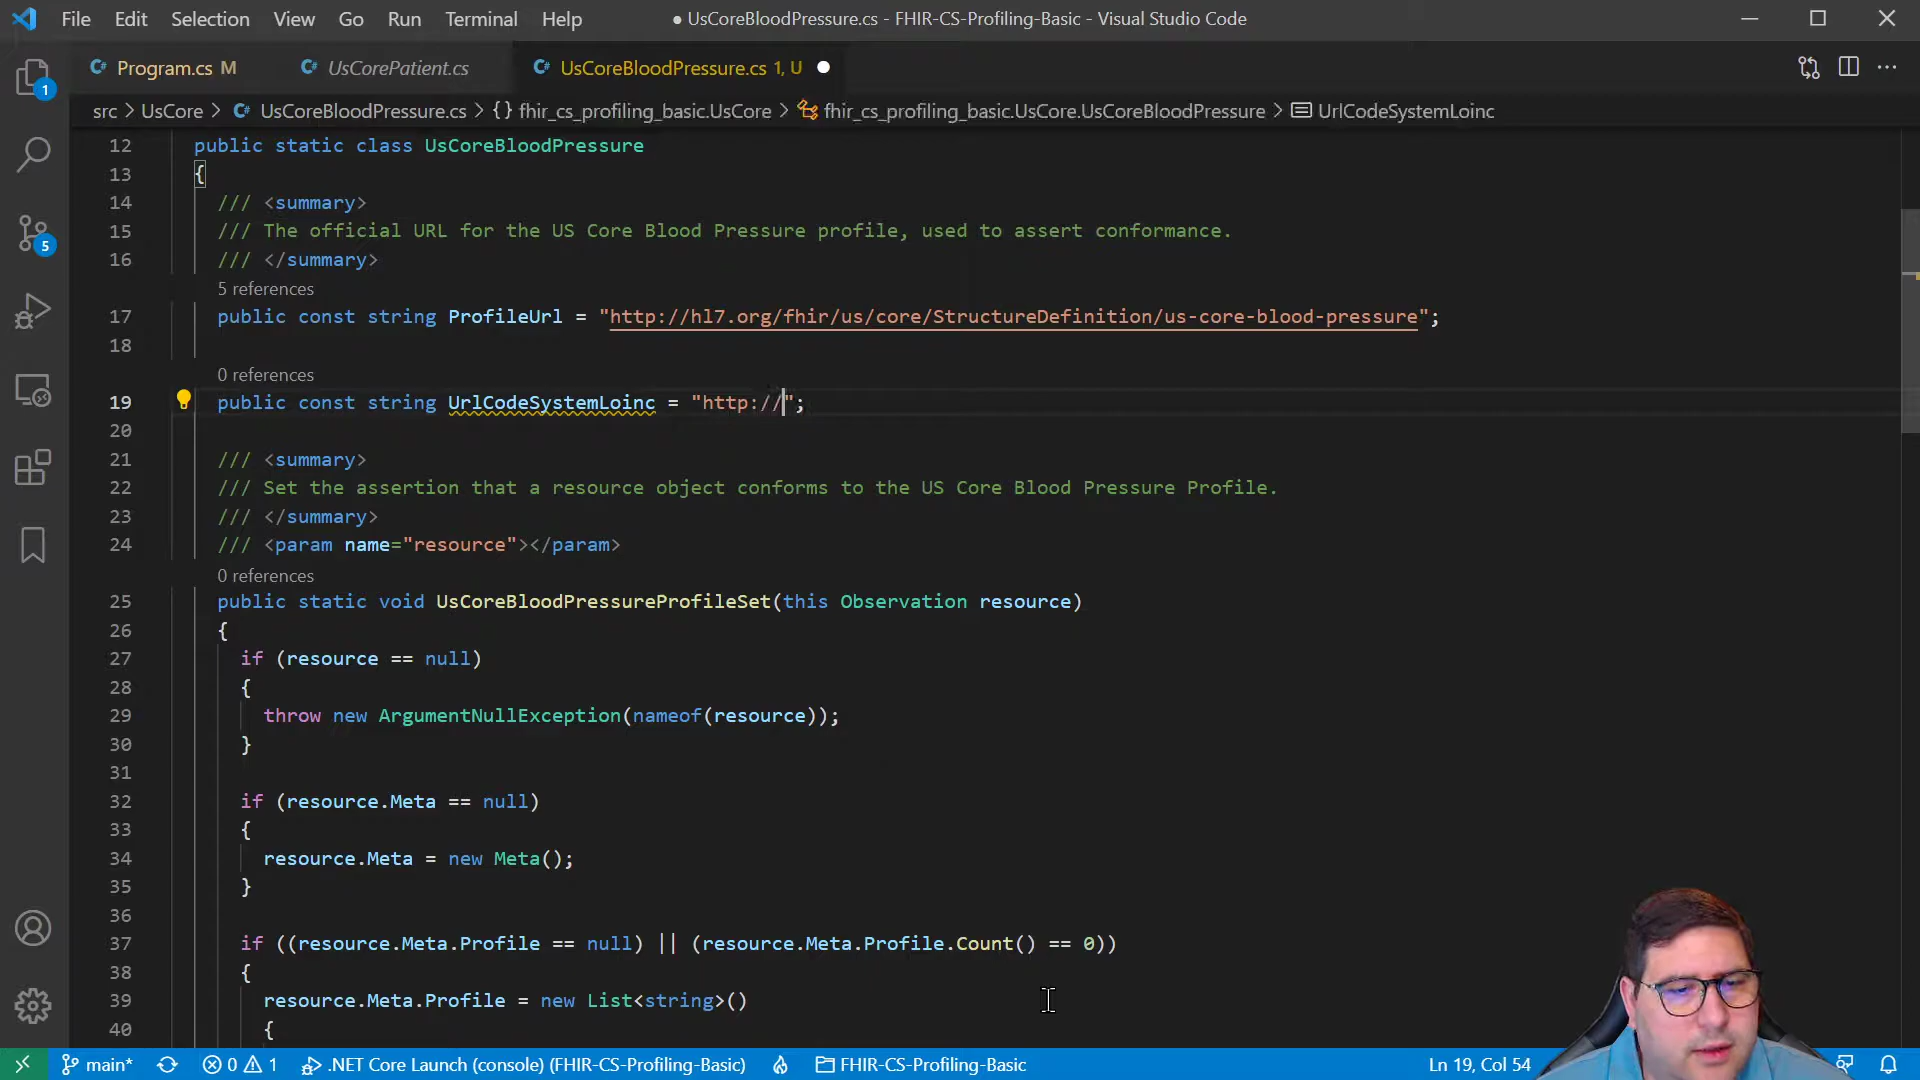 File Edit Selection View Go Run Terminal Help ● UsCoreBloodPressure.cs - FHIR-CS-Profiling-Basic - Visual Studio Code
Program.cs M UsCorePatient.cs UsCoreBloodPressure.cs 1, U
src > UsCore > UsCoreBloodPressure.cs > {} fhir_cs_profiling_basic.UsCore > fhir_cs_profiling_basic.UsCore.UsCoreBloodPressure > UrlCodeSystemLoinc
1
5
12 public static class UsCoreBloodPressure
13 {
14 /// <summary>
15 /// The official URL for the US Core Blood Pressure profile, used to assert conformance.
16 /// </summary>
5 references
17 public const string ProfileUrl = "http://hl7.org/fhir/us/core/StructureDefinition/us-core-blood-pressure";
18
0 references
19 public const string UrlCodeSystemLoinc = "http://";
20
21 /// <summary>
22 /// Set the assertion that a resource object conforms to the US Core Blood Pressure Profile.
23 /// </summary>
24 /// <param name="resource"></param>
0 references
25 public static void UsCoreBloodPressureProfileSet(this Observation resource)
26 {
27 if (resource == null)
28 {
29 throw new ArgumentNullException(nameof(resource));
30 }
31
32 if (resource.Meta == null)
33 {
34 resource.Meta = new Meta();
35 }
36
37 if ((resource.Meta.Profile == null) || (resource.Meta.Profile.Count() == 0))
38 {
39 resource.Meta.Profile = new List<string>()
40 {
main* 0 1 .NET Core Launch (console) (FHIR-CS-Profiling-Basic) FHIR-CS-Profiling-Basic Ln 19, Col 54